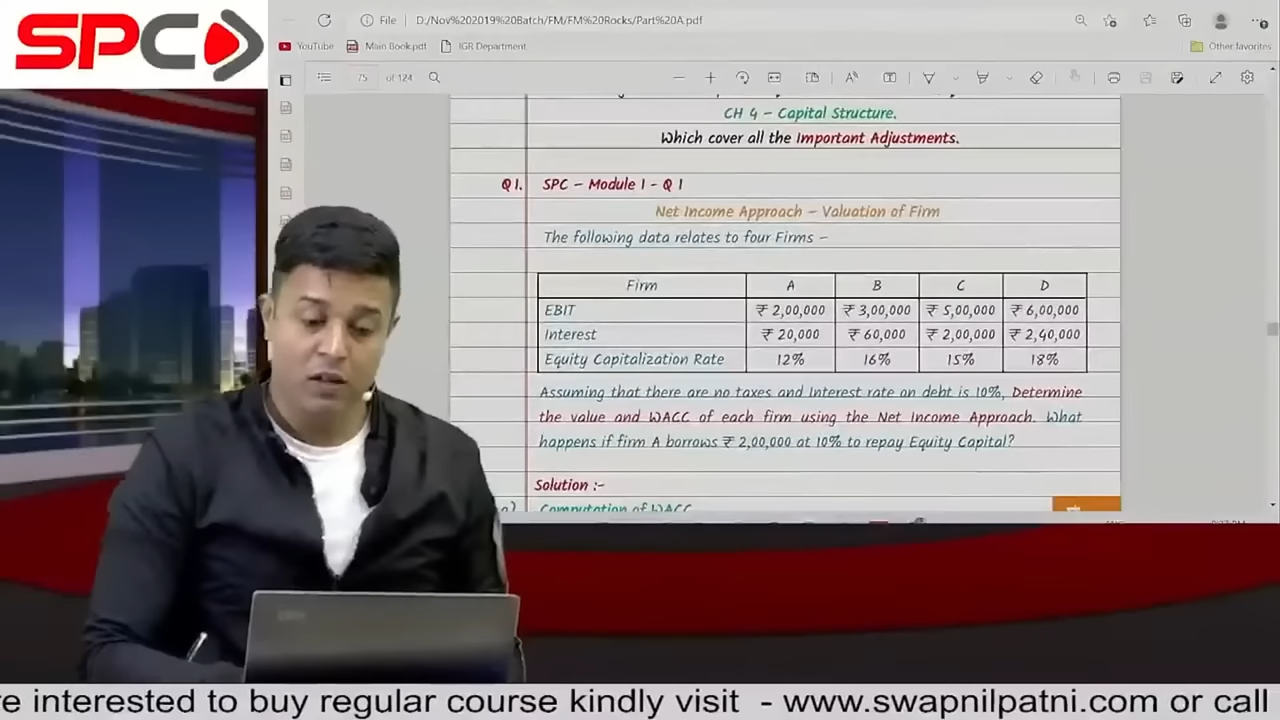 SPC
File D:/Nov%202019%20Batch/FM/FM%20Rocks/Part%20A.pdf
YouTube Main Book.pdf IGR Department Other favorites
75 of 124
CH 4 – Capital Structure.
Which cover all the Important Adjustments.
Q1. SPC – Module 1 - Q 1
Net Income Approach – Valuation of Firm
The following data relates to four Firms –
Firm A B C D
EBIT ₹ 2,00,000 ₹ 3,00,000 ₹ 5,00,000 ₹ 6,00,000
Interest ₹ 20,000 ₹ 60,000 ₹ 2,00,000 ₹ 2,40,000
Equity Capitalization Rate 12% 16% 15% 18%
Assuming that there are no taxes and Interest rate on debt is 10%, Determine
the value and WACC of each firm using the Net Income Approach. What
happens if firm A borrows ₹ 2,00,000 at 10% to repay Equity Capital?
Solution :-
Computation of WACC
re interested to buy regular course kindly visit - www.swapnilpatni.com or call